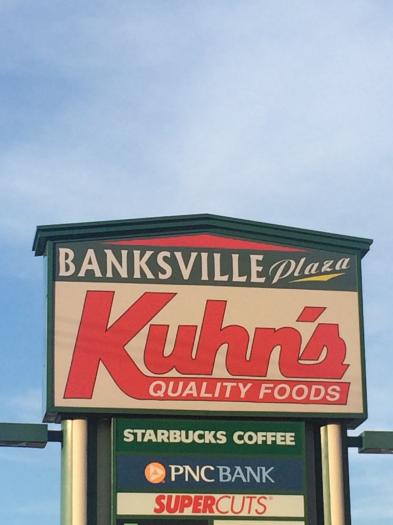 BANKSVILLE Plaza
Kuhn's
QUALITY FOODS
STARBUCKS COFFEE
PNC BANK
SUPERCUTS®